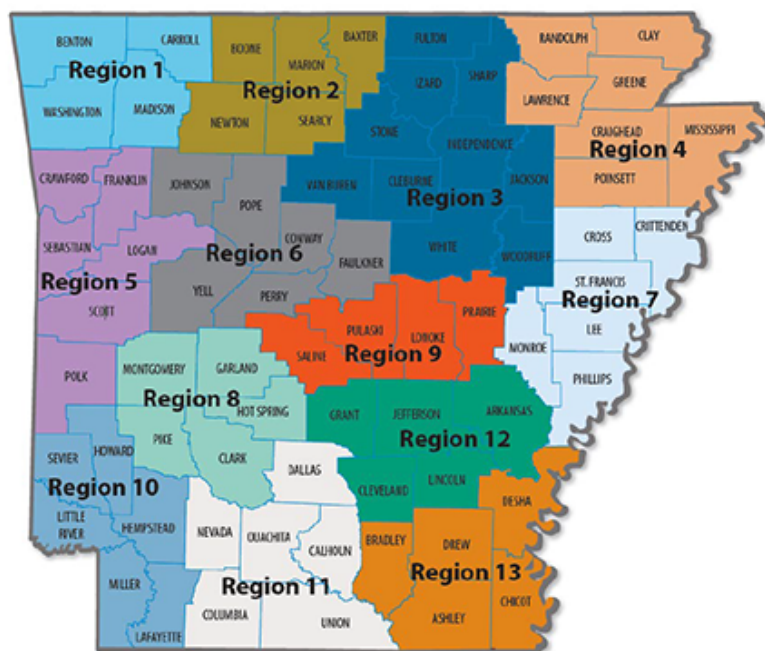 BENTON
CARROLL
Region 1
WASHINGTON
MADISON
BOONE
MARION
BAXTER
Region 2
NEWTON
SEARCY
FULTON
IZARD
SHARP
STONE
INDEPENDENCE
VAN BUREN
CLEBURNE
JACKSON
Region 3
WHITE
WOODRUFF
RANDOLPH
CLAY
GREENE
LAWRENCE
CRAIGHEAD
MISSISSIPPI
Region 4
POINSETT
CRAWFORD
FRANKLIN
SEBASTIAN
LOGAN
Region 5
SCOTT
POLK
JOHNSON
POPE
CONWAY
Region 6
FAULKNER
YELL
PERRY
CROSS
CRITTENDEN
ST. FRANCIS
Region 7
LEE
MONROE
PHILLIPS
MONTGOMERY
GARLAND
Region 8
HOT SPRING
PIKE
CLARK
PULASKI
LONOKE
PRAIRIE
SALINE
Region 9
SEVIER
HOWARD
Region 10
LITTLE
RIVER
HEMPSTEAD
MILLER
LAFAYETTE
DALLAS
NEVADA
OUACHITA
CALHOUN
Region 11
COLUMBIA
UNION
GRANT
JEFFERSON
ARKANSAS
Region 12
CLEVELAND
LINCOLN
DESHA
BRADLEY
DREW
Region 13
ASHLEY
CHICOT